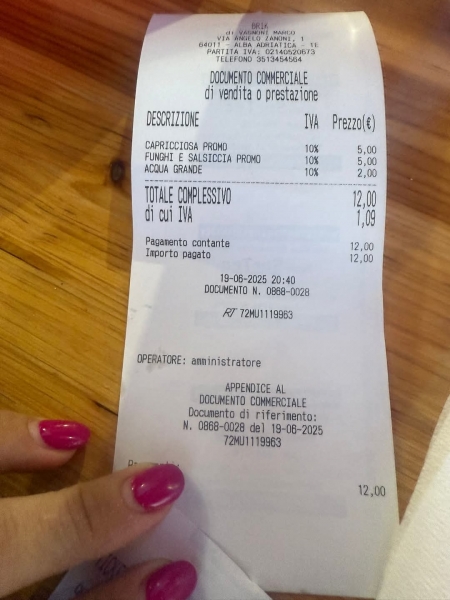 BRIK
di VAGNONI MARCO
VIA ANGELO ZANONI, 1
64011 - ALBA ADRIATICA - TE
PARTITA IVA: 02140520673
TELEFONO 3513454564
DOCUMENTO COMMERCIALE
di vendita o prestazione
DESCRIZIONE IVA Prezzo(€)
CAPRICCIOSA PROMO 10% 5,00
FUNGHI E SALSICCIA PROMO 10% 5,00
ACQUA GRANDE 10% 2,00
TOTALE COMPLESSIVO 12,00
di cui IVA 1,09
Pagamento contante 12,00
Importo pagato 12,00
19-06-2025 20:40
DOCUMENTO N. 0868-0028
RT 72MU1119963
OPERATORE: amministratore
APPENDICE AL
DOCUMENTO COMMERCIALE
Documento di riferimento:
N. 0868-0028 del 19-06-2025
72MU1119963
12,00